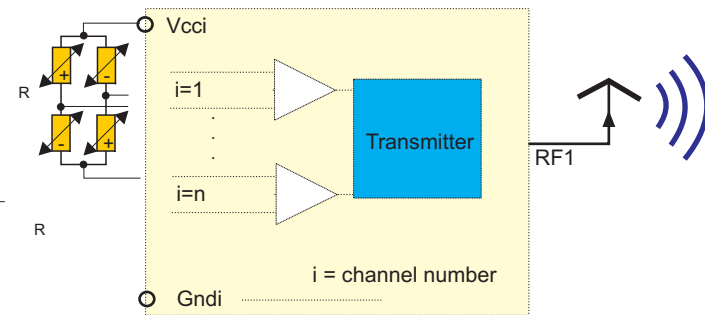 Vcci
+
-
R
i=1
.
.
.
-
+
Transmitter
RF1
i=n
R
i = channel number
Gndi